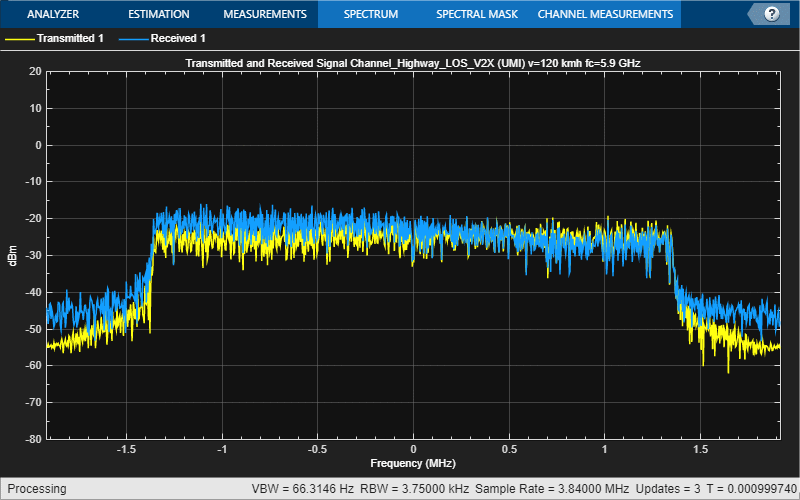 ANALYZER ESTIMATION MEASUREMENTS SPECTRUM SPECTRAL MASK CHANNEL MEASUREMENTS ?
Transmitted 1 Received 1
Transmitted and Received Signal Channel_Highway_LOS_V2X (UMI) v=120 kmh fc=5.9 GHz
20
10
0
-10
-20
-30
-40
-50
-60
-70
-80
dBm
-1.5 -1 -0.5 0 0.5 1 1.5
Frequency (MHz)
Processing VBW = 66.3146 Hz RBW = 3.75000 kHz Sample Rate = 3.84000 MHz Updates = 3 T = 0.000999740